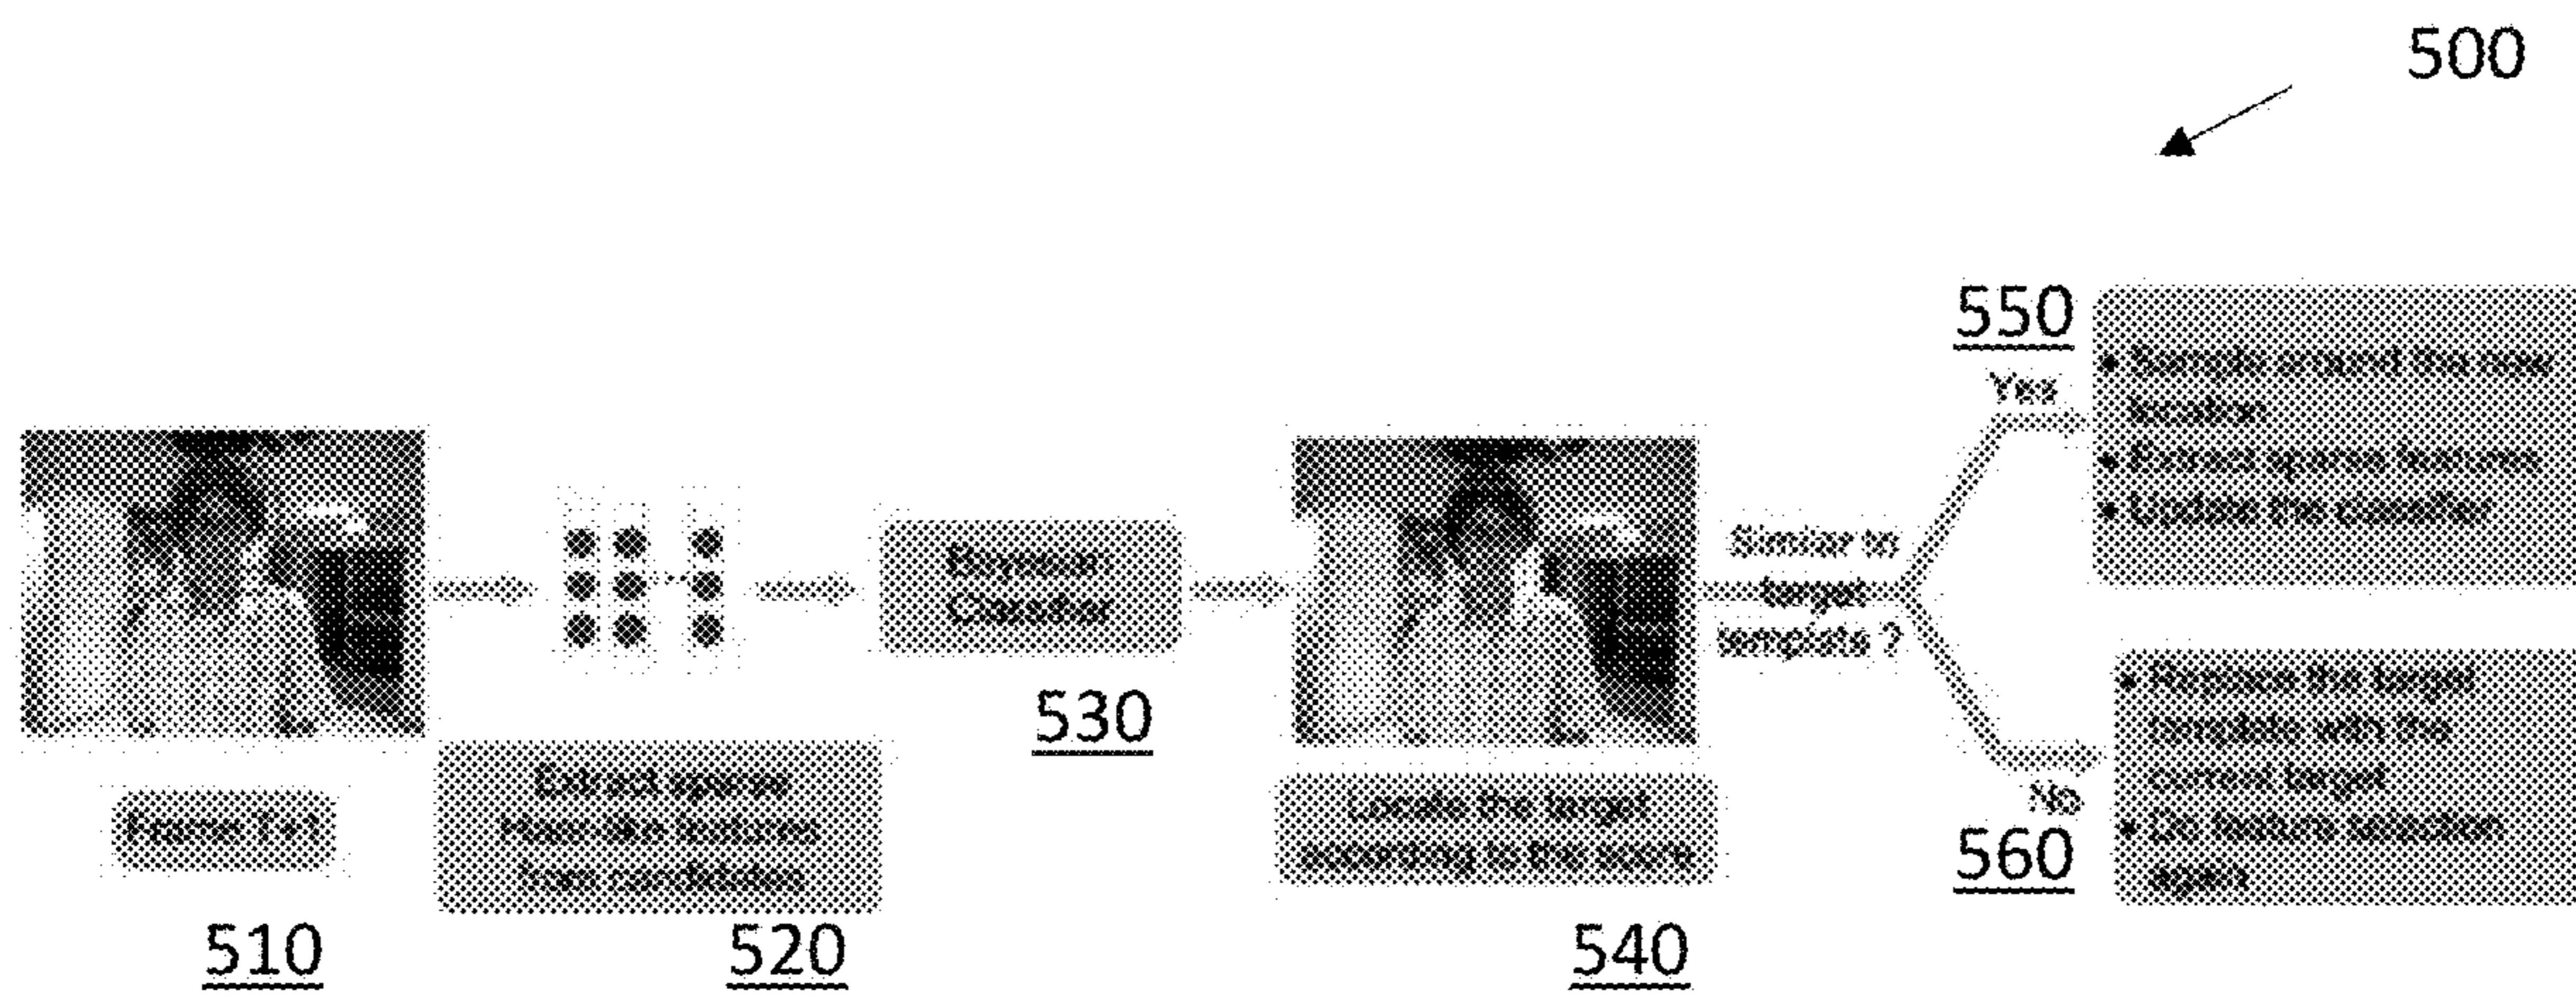 500
550
Yes
• Sample around the new
location
• Extract sparse features
• Update the classifier
Similar to
target
template ?
Bayesian
Classifier
530
Extract sparse
Haar-like features
from candidates
Frame T+1
Locate the target
according to the score
No
560
• Replace the target
template with the
current target
• Do feature selection
again
510
520
540